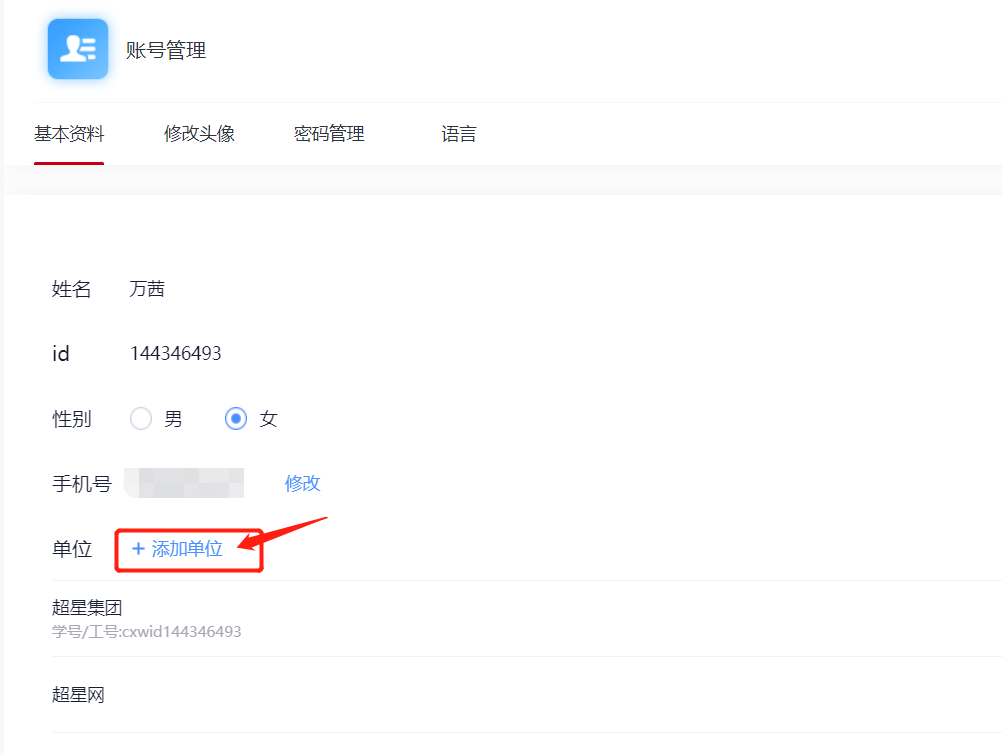 账号管理
基本资料 修改头像 密码管理 语言
姓名 万茜
id 144346493
性别 男 女
手机号 修改
单位 + 添加单位
超星集团
学号/工号:cxwid144346493
超星网